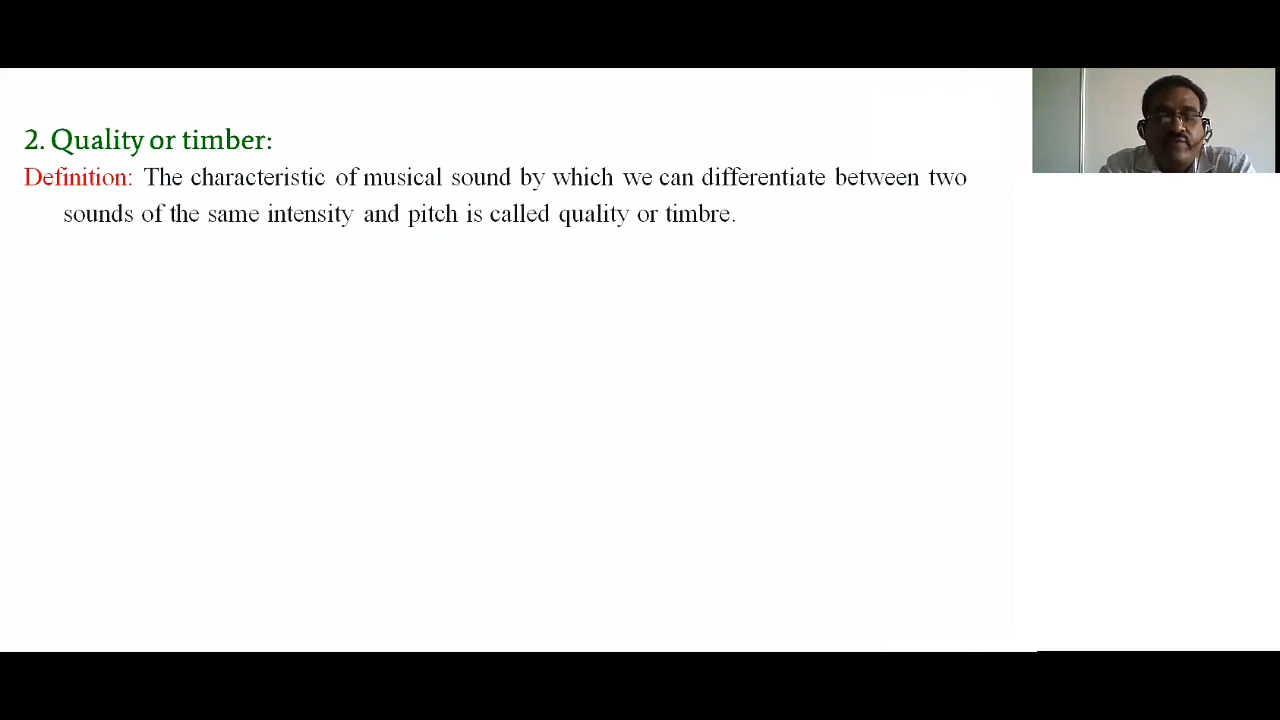 2. Quality or timber:
Definition: The characteristic of musical sound by which we can differentiate between two
sounds of the same intensity and pitch is called quality or timbre.